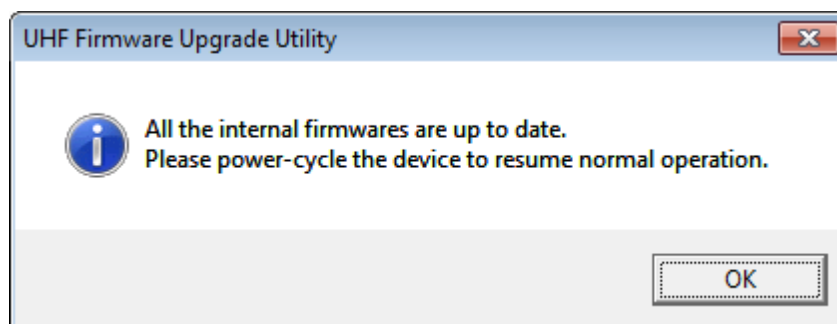 UHF Firmware Upgrade Utility
All the internal firmwares are up to date.
Please power-cycle the device to resume normal operation.
OK